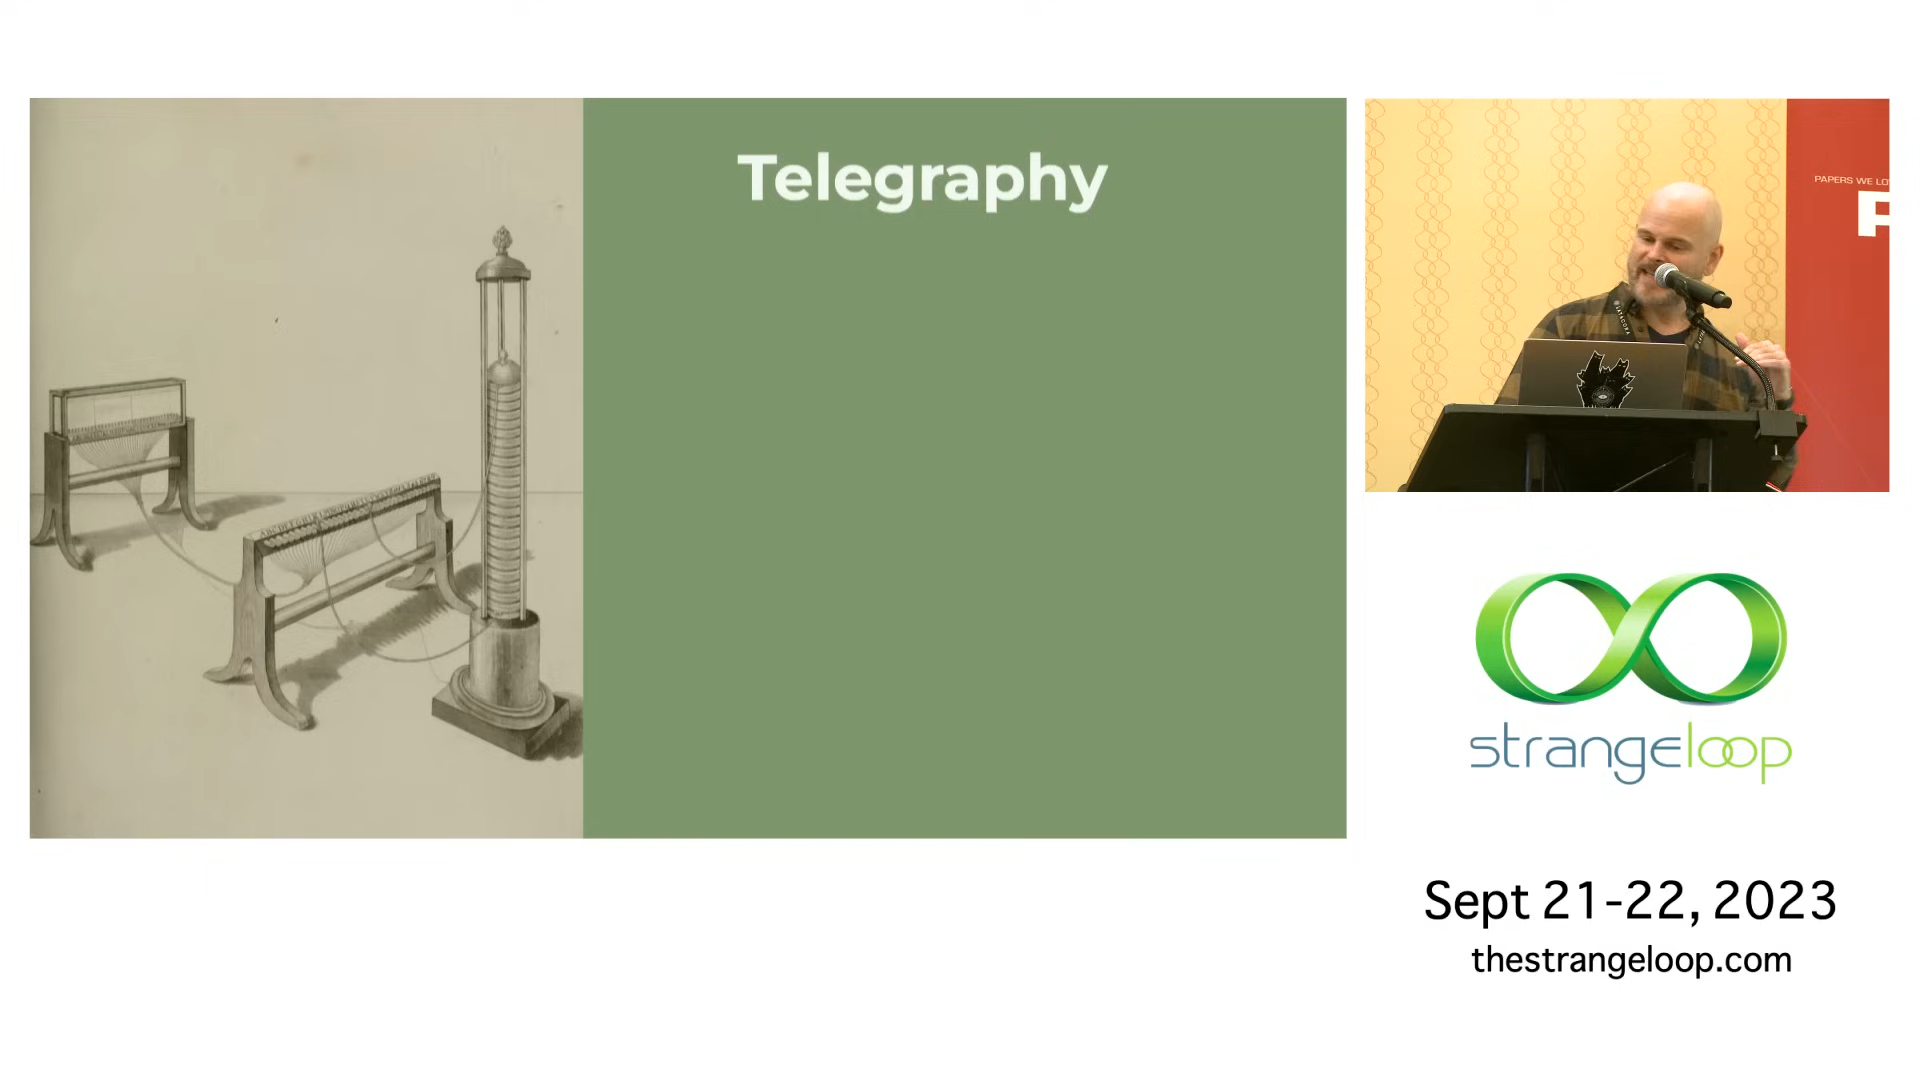 Telegraphy
PAPERS WE LO
strangeloop
Sept 21-22, 2023
thestrangeloop.com